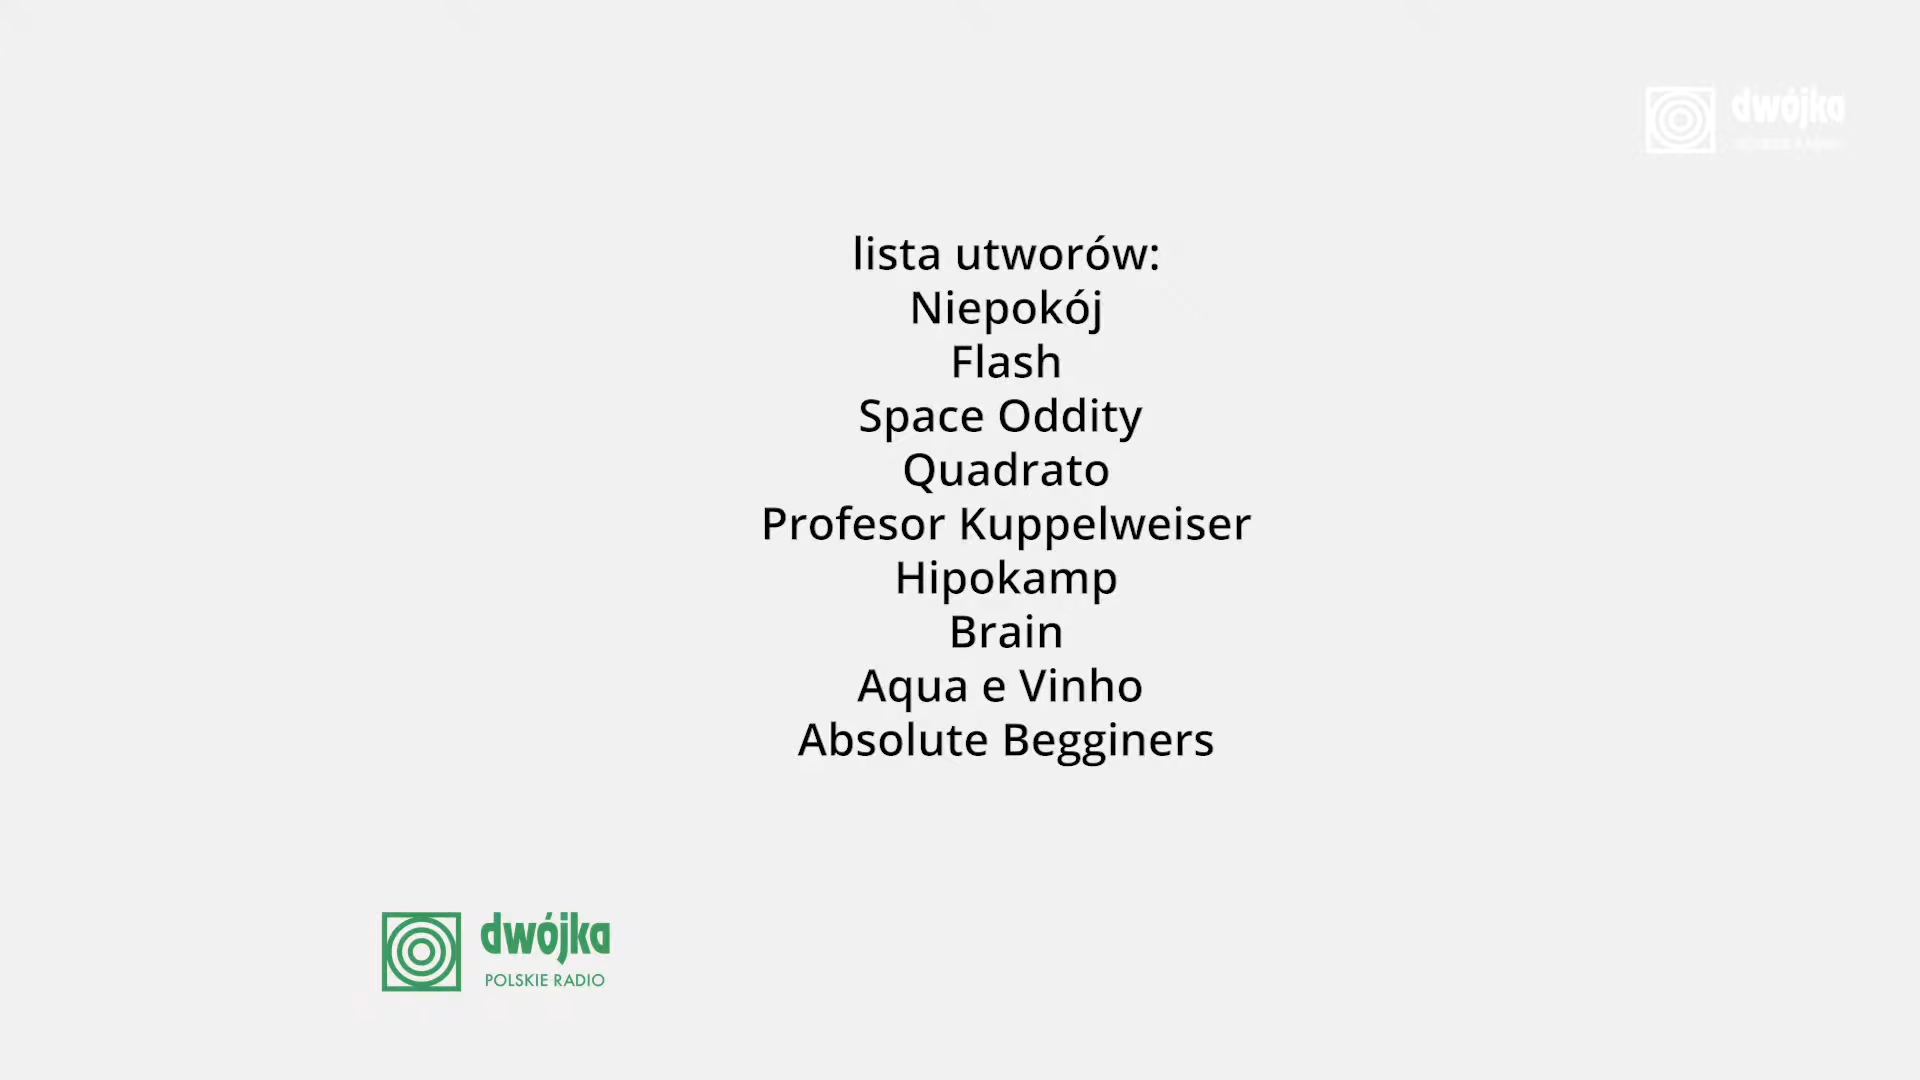 dwójka
lista utworów:
Niepokój
Flash
Space Oddity
Quadrato
Profesor Kuppelweiser
Hipokamp
Brain
Aqua e Vinho
Absolute Begginers
dwójka
POLSKIE RADIO